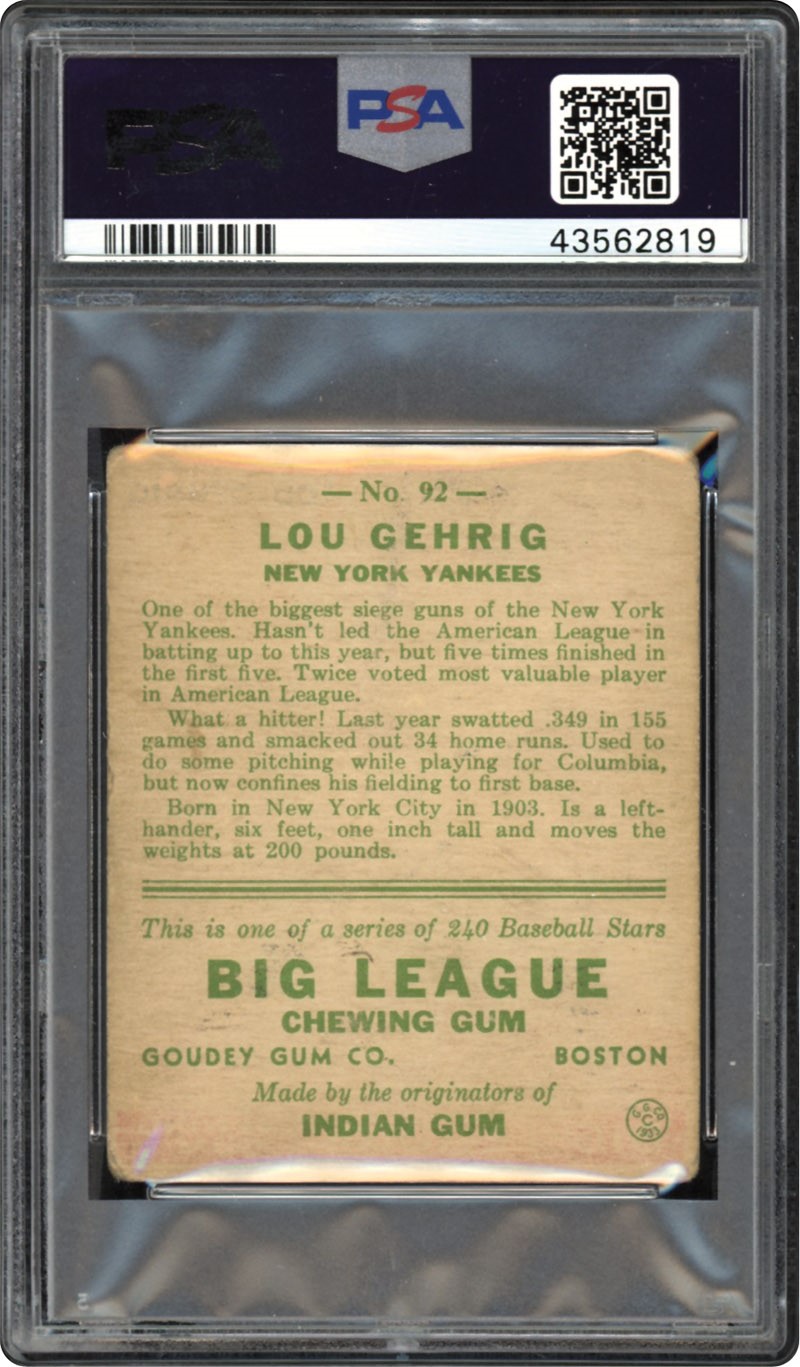 PSA
PSA
43562819
— No. 92 —
LOU GEHRIG
NEW YORK YANKEES
One of the biggest siege guns of the New York
Yankees. Hasn't led the American League in
batting up to this year, but five times finished in
the first five. Twice voted most valuable player
in American League.
What a hitter! Last year swatted .349 in 155
games and smacked out 34 home runs. Used to
do some pitching while playing for Columbia,
but now confines his fielding to first base.
Born in New York City in 1903. Is a left-
hander, six feet, one inch tall and moves the
weights at 200 pounds.
This is one of a series of 240 Baseball Stars
BIG LEAGUE
CHEWING GUM
GOUDEY GUM CO. BOSTON
Made by the originators of
INDIAN GUM
G. G. CO.
C
1933